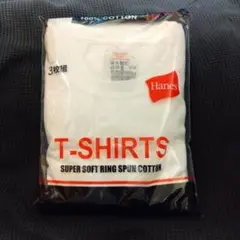 100% COTTON
3枚組
Hanes
T-SHIRTS
SUPER SOFT RING SPUN COTTON